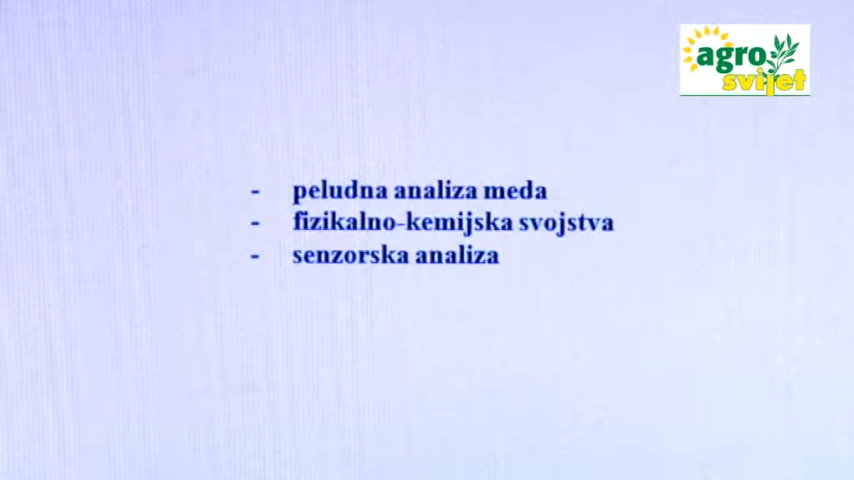 agro
svijet
- peludna analiza meda
- fizikalno-kemijska svojstva
- senzorska analiza